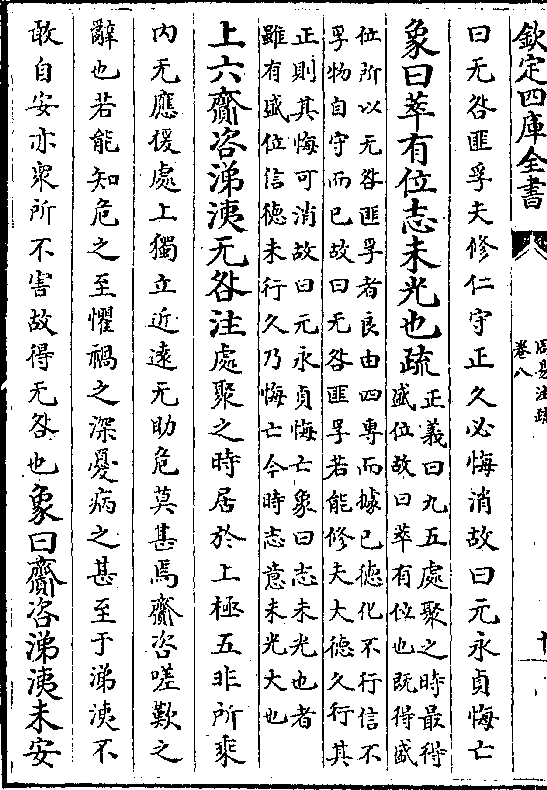 欽定四庫全書
周易注疏
卷八
曰无咎匪孚夫修仁守正久必悔消故曰元永貞悔亡
象曰萃有位志未光也疏
正義曰九五處聚之時最得
盛位故曰萃有位也既得盛
位所以无咎匪孚者良由四專而據已德化不行信不
孚物自守而已故曰无咎匪孚若能修夫大德久行其
正則其悔可消故曰元永貞悔亡象曰志未光也者
雖有盛位信德未行久乃悔亡今時志意未光大也
上六齎咨涕洟无咎注處聚之時居於上極五非所乘
内无應援處上獨立近遠无助危莫甚焉齎咨嗟歎之
辭也若能知危之至懼禍之深憂病之甚至于涕洟不
敢自安亦衆所不害故得无咎也象曰齎咨涕洟未安